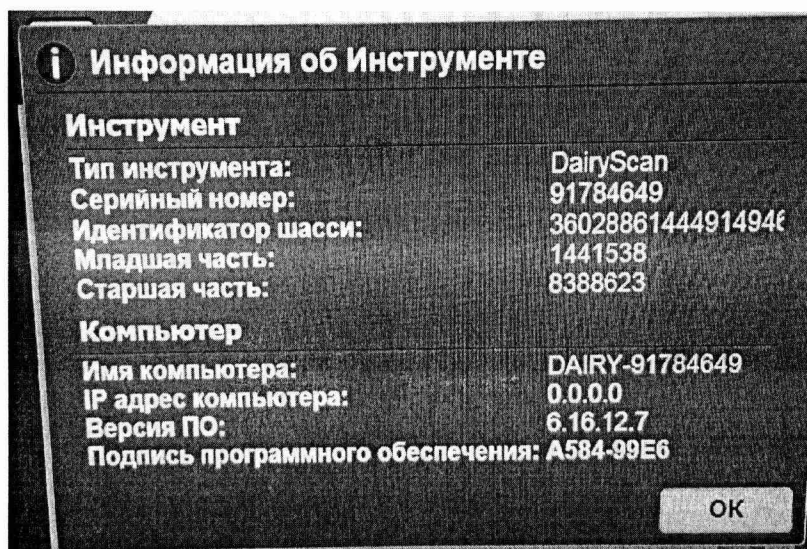 i Информация об Инструменте
Инструмент
Тип инструмента: DairyScan
Серийный номер: 91784649
Идентификатор шасси: 36028861444914946
Младшая часть: 1441538
Старшая часть: 8388623
Компьютер
Имя компьютера: DAIRY-91784649
IP адрес компьютера: 0.0.0.0
Версия ПО: 6.16.12.7
Подпись программного обеспечения: A584-99E6
ОК